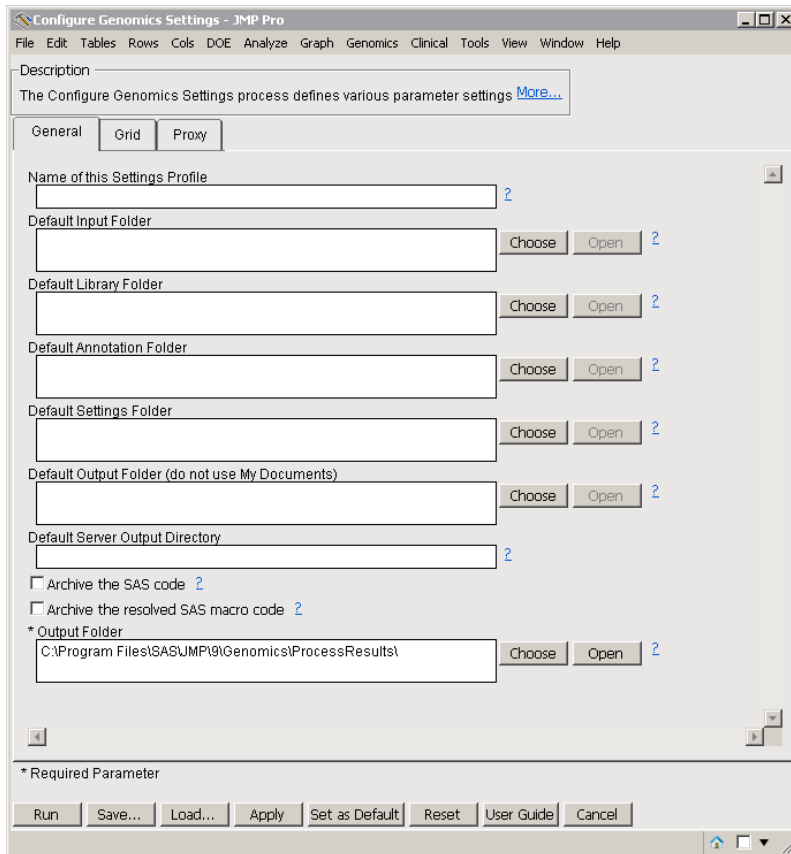 Configure Genomics Settings - JMP Pro
File Edit Tables Rows Cols DOE Analyze Graph Genomics Clinical Tools View Window Help
Description
The Configure Genomics Settings process defines various parameter settings More...
General Grid Proxy
Name of this Settings Profile
?
Default Input Folder
Choose Open ?
Default Library Folder
Choose Open ?
Default Annotation Folder
Choose Open ?
Default Settings Folder
Choose Open ?
Default Output Folder (do not use My Documents)
Choose Open ?
Default Server Output Directory
?
Archive the SAS code ?
Archive the resolved SAS macro code ?
* Output Folder
C:\Program Files\SAS\JMP\9\Genomics\ProcessResults\ Choose Open ?
* Required Parameter
Run Save... Load... Apply Set as Default Reset User Guide Cancel